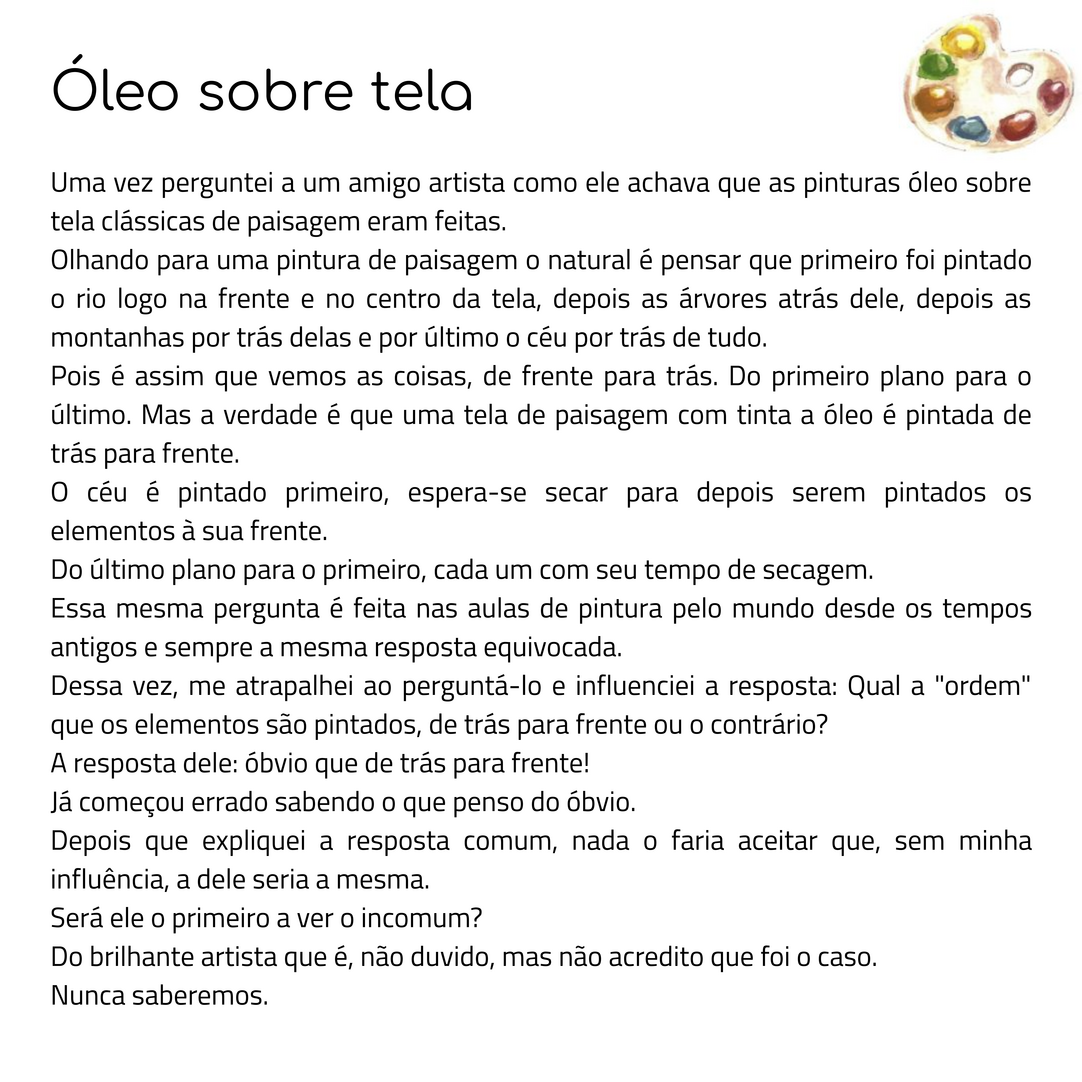 Óleo sobre tela
Uma vez perguntei a um amigo artista como ele achava que as pinturas óleo sobre
tela clássicas de paisagem eram feitas.
Olhando para uma pintura de paisagem o natural é pensar que primeiro foi pintado
o rio logo na frente e no centro da tela, depois as árvores atrás dele, depois as
montanhas por trás delas e por último o céu por trás de tudo.
Pois é assim que vemos as coisas, de frente para trás. Do primeiro plano para o
último. Mas a verdade é que uma tela de paisagem com tinta a óleo é pintada de
trás para frente.
O céu é pintado primeiro, espera-se secar para depois serem pintados os
elementos à sua frente.
Do último plano para o primeiro, cada um com seu tempo de secagem.
Essa mesma pergunta é feita nas aulas de pintura pelo mundo desde os tempos
antigos e sempre a mesma resposta equivocada.
Dessa vez, me atrapalhei ao perguntá-lo e influenciei a resposta: Qual a "ordem"
que os elementos são pintados, de trás para frente ou o contrário?
A resposta dele: óbvio que de trás para frente!
Já começou errado sabendo o que penso do óbvio.
Depois que expliquei a resposta comum, nada o faria aceitar que, sem minha
influência, a dele seria a mesma.
Será ele o primeiro a ver o incomum?
Do brilhante artista que é, não duvido, mas não acredito que foi o caso.
Nunca saberemos.